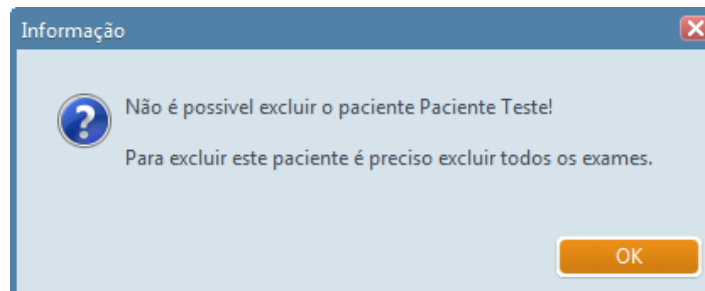 Informação
Não é possivel excluir o paciente Paciente Teste!
Para excluir este paciente é preciso excluir todos os exames.
OK